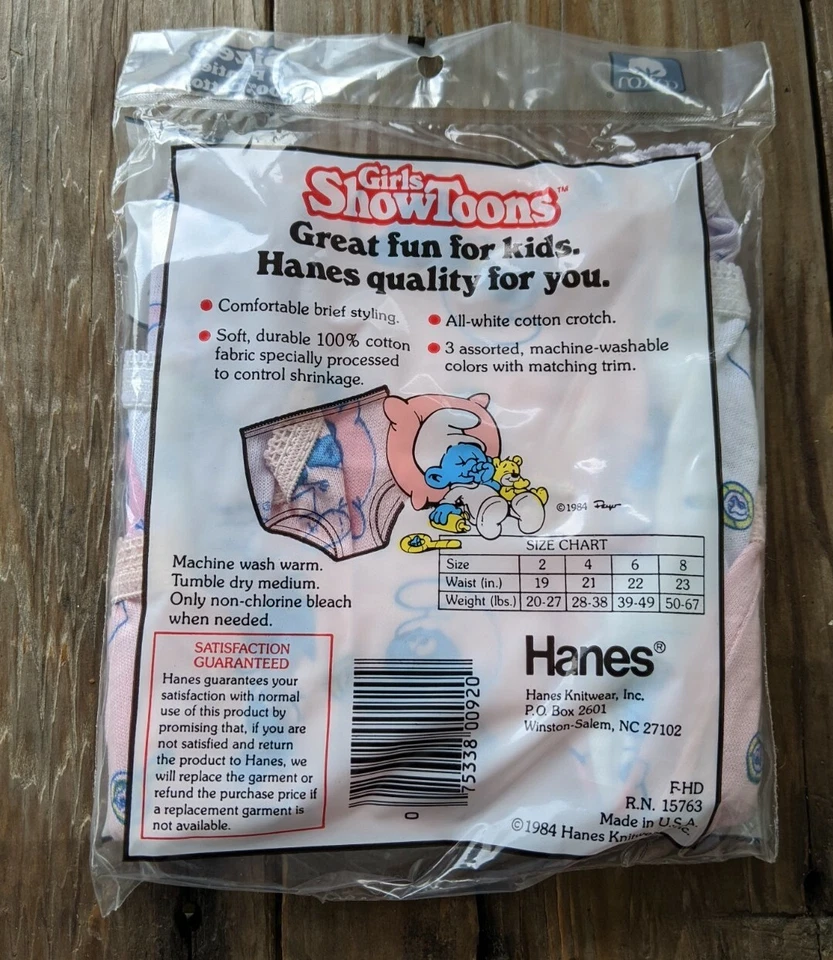 Girls
ShowToons™
Great fun for kids.
Hanes quality for you.
Comfortable brief styling.
Soft, durable 100% cotton
fabric specially processed
to control shrinkage.
All-white cotton crotch.
3 assorted, machine-washable
colors with matching trim.
©1984 Peyo
Machine wash warm.
Tumble dry medium.
Only non-chlorine bleach
when needed.
SIZE CHART
Size 2 4 6 8
Waist (in.) 19 21 22 23
Weight (lbs.) 20-27 28-38 39-49 50-67
SATISFACTION
GUARANTEED
Hanes guarantees your
satisfaction with normal
use of this product by
promising that, if you are
not satisfied and return
the product to Hanes, we
will replace the garment or
refund the purchase price if
a replacement garment is
not available.
0 75338 00920
Hanes®
Hanes Knitwear, Inc.
P.O. Box 2601
Winston-Salem, NC 27102
F-HD
R.N. 15763
Made in U.S.A.
©1984 Hanes